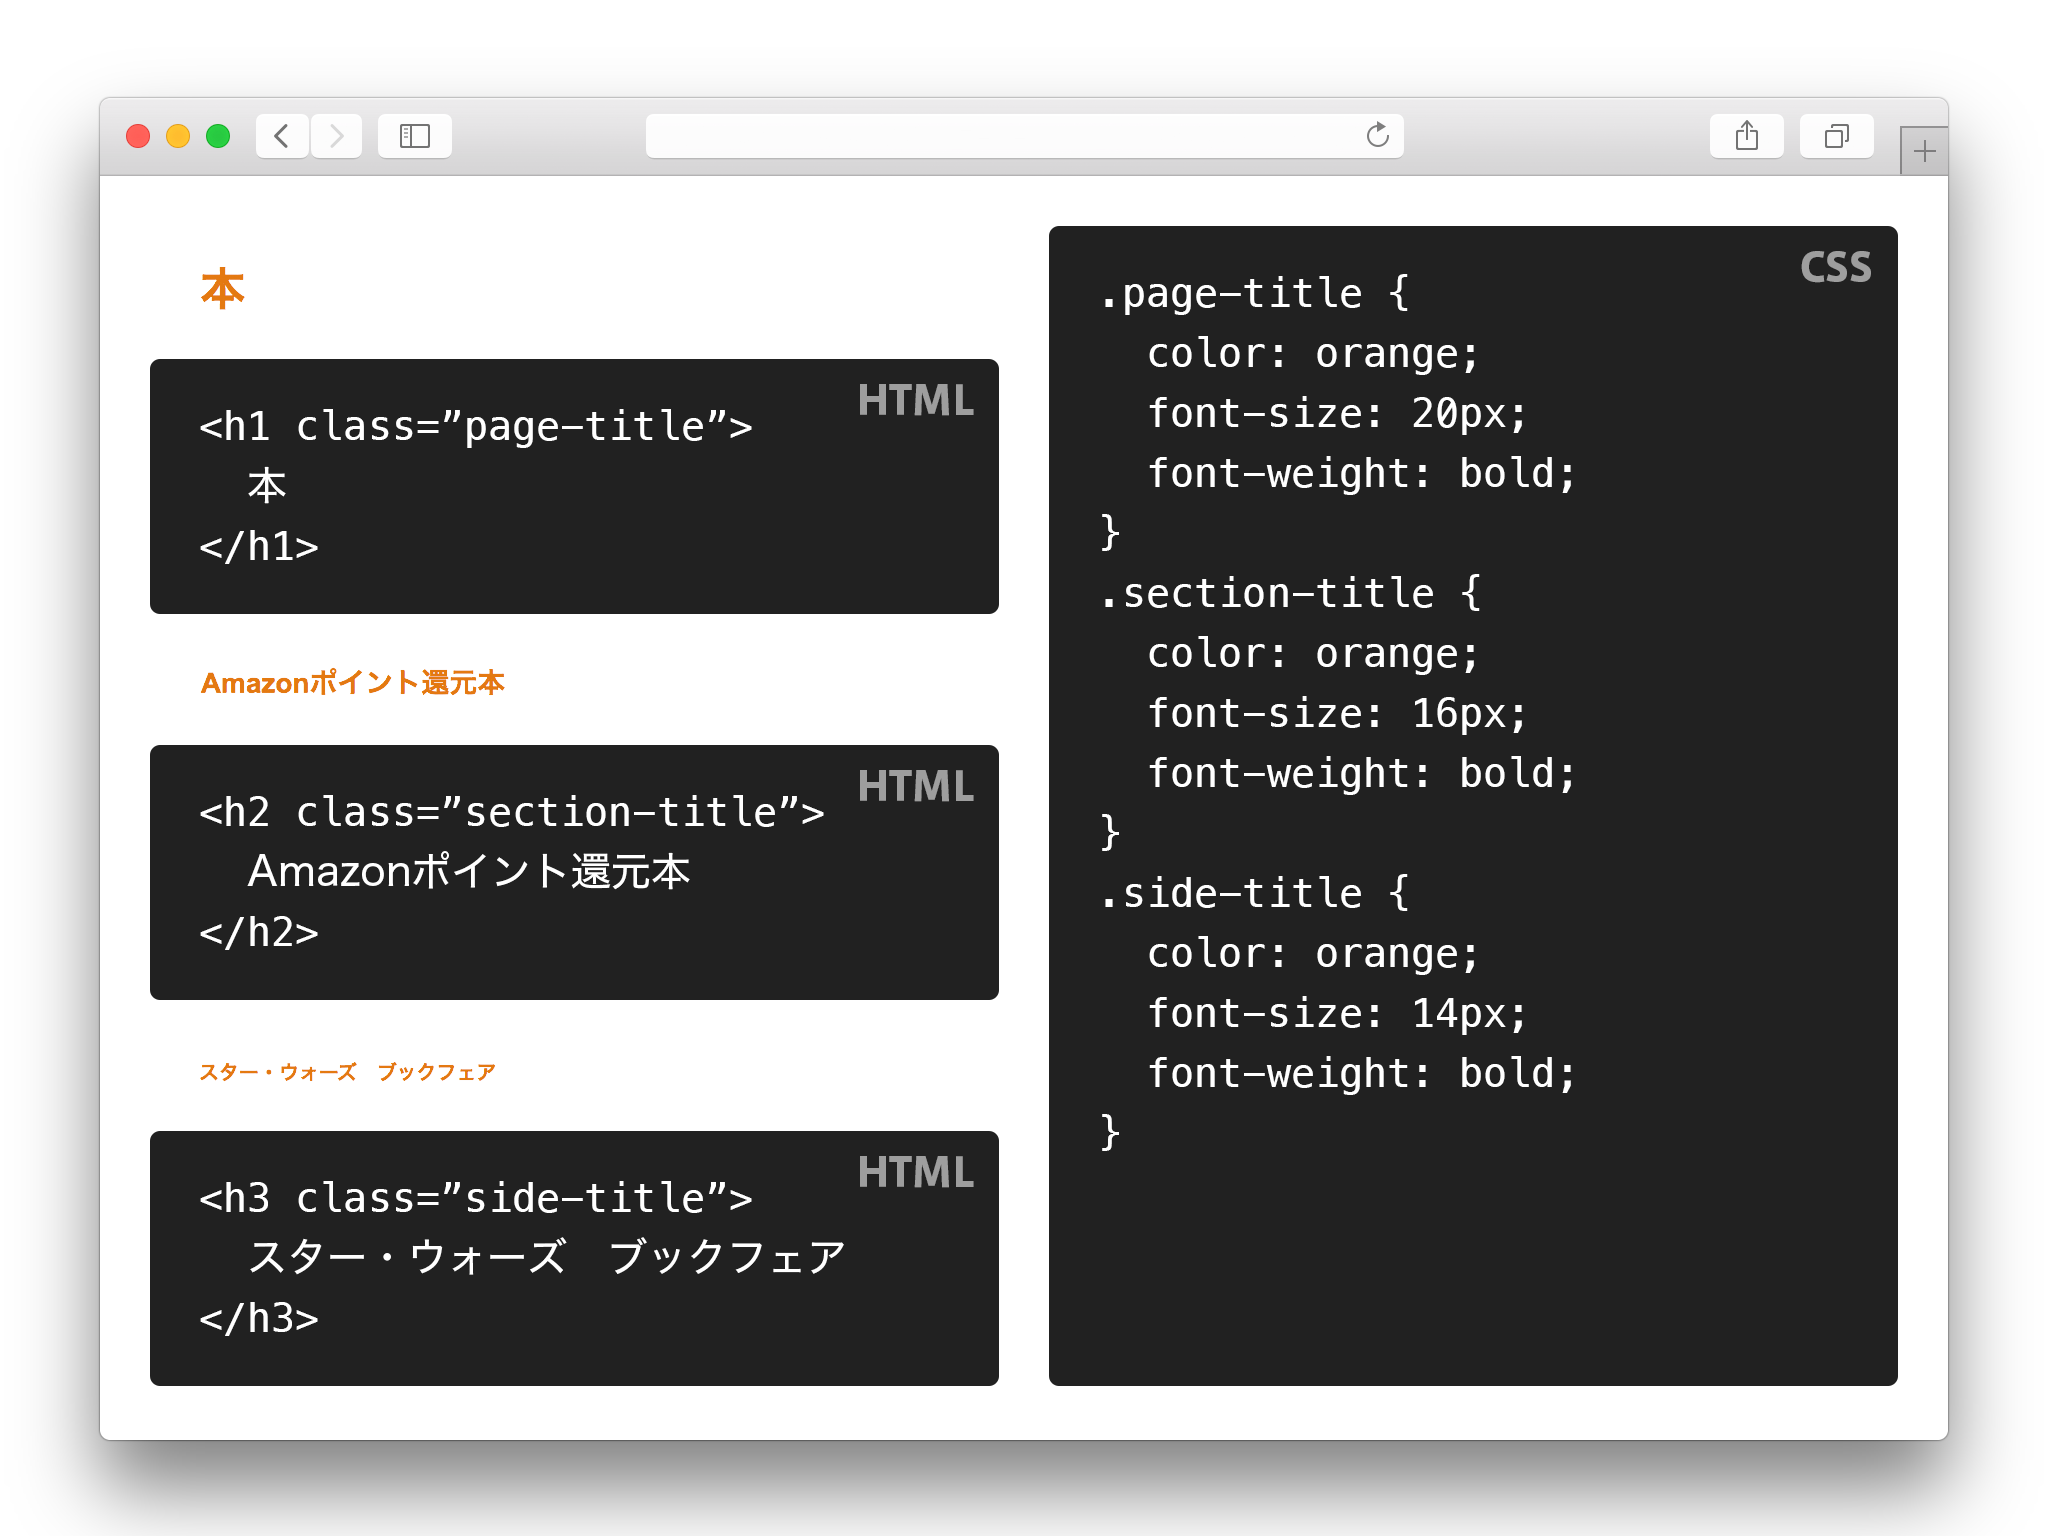 本
HTML
<h1 class=”page-title”>
本
</h1>
Amazonポイント還元本
HTML
<h2 class=”section-title”>
Amazonポイント還元本
</h2>
スター・ウォーズ　ブックフェア
HTML
<h3 class=”side-title”>
スター・ウォーズ　ブックフェア
</h3>
CSS
.page-title {
color: orange;
font-size: 20px;
font-weight: bold;
}
.section-title {
color: orange;
font-size: 16px;
font-weight: bold;
}
.side-title {
color: orange;
font-size: 14px;
font-weight: bold;
}